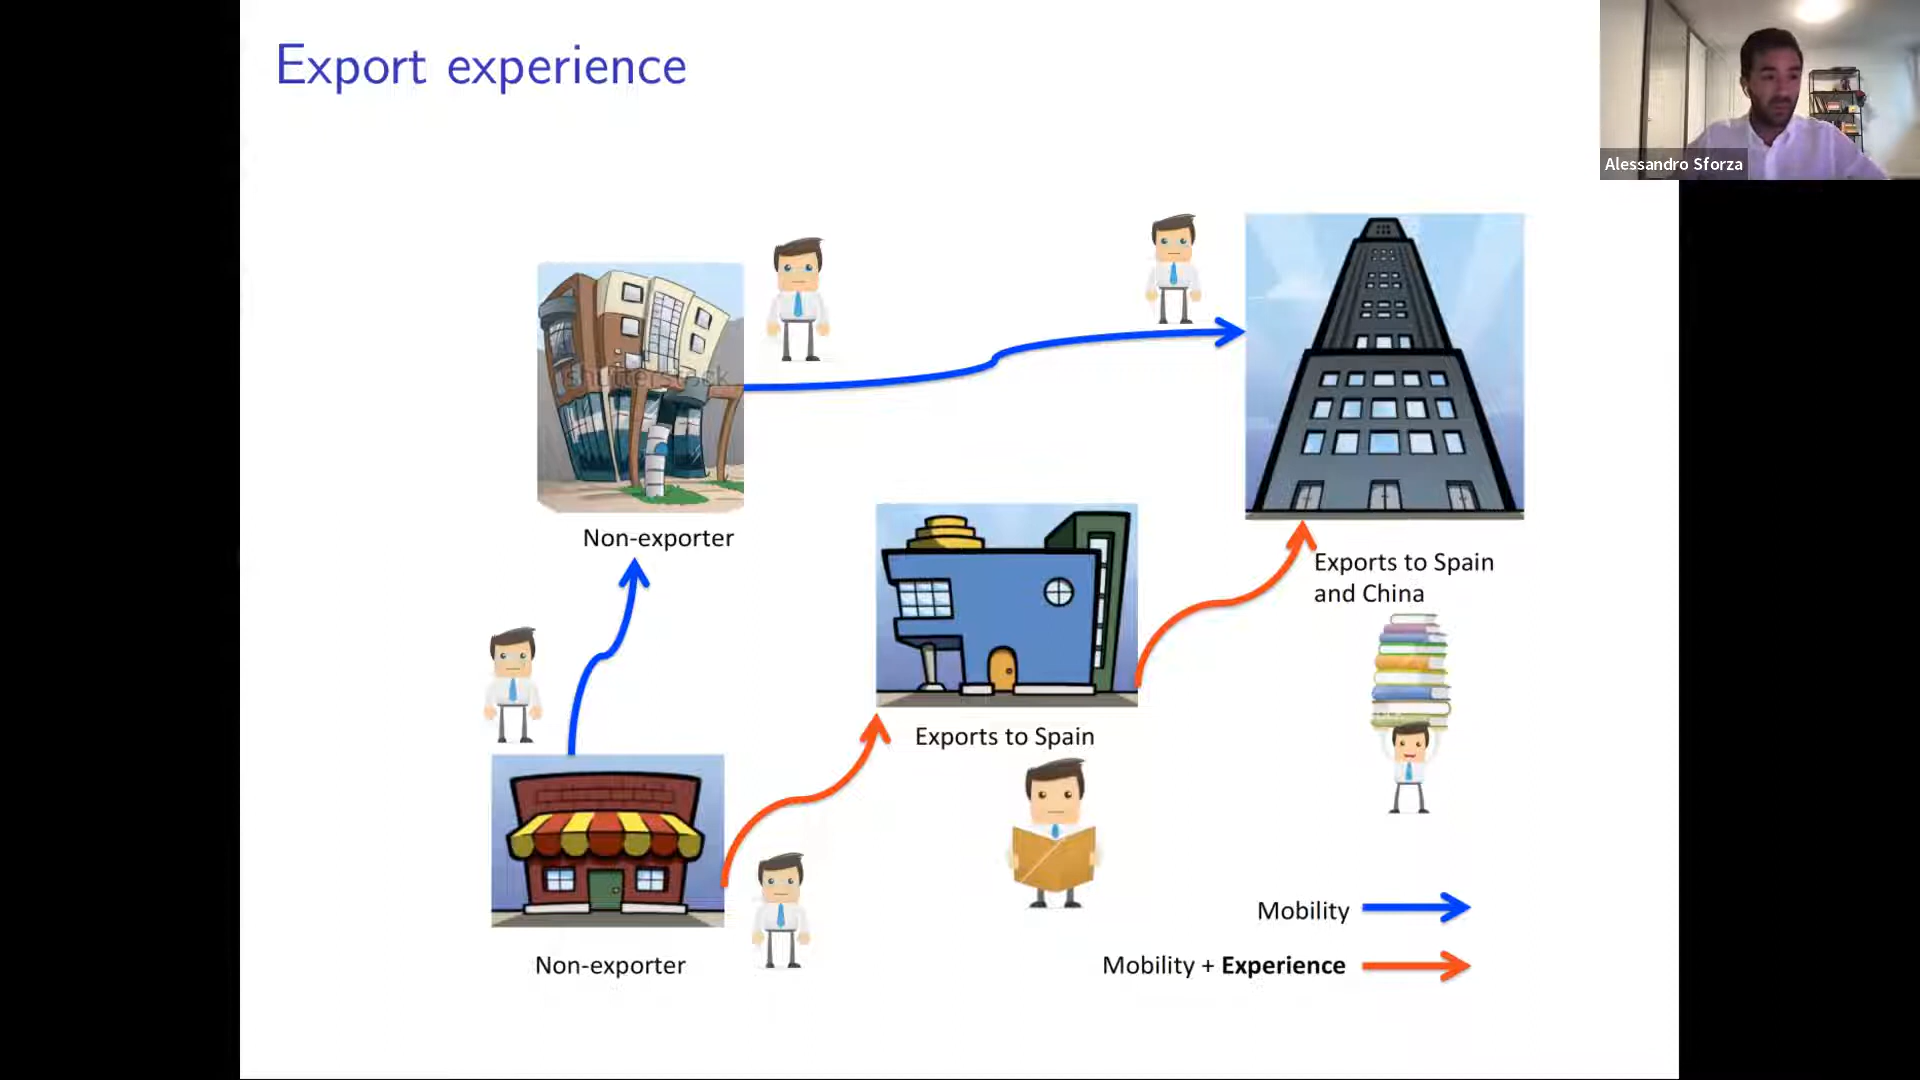 Export experience
Alessandro Sforza
shutterstock
Non-exporter
Exports to Spain
and China
Exports to Spain
Non-exporter
Mobility
Mobility + Experience